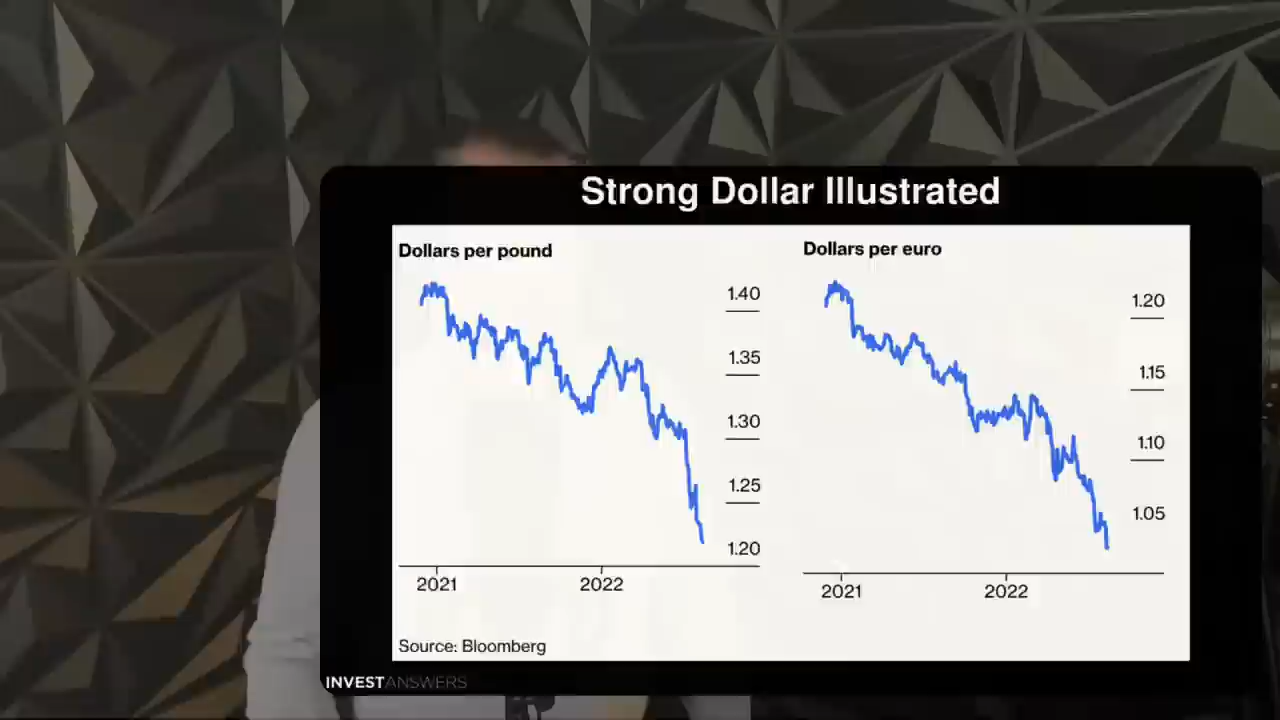 Strong Dollar Illustrated
Dollars per pound
1.40
1.35
1.30
1.25
1.20
2021 2022
Source: Bloomberg
Dollars per euro
1.20
1.15
1.10
1.05
2021 2022
INVESTANSWERS